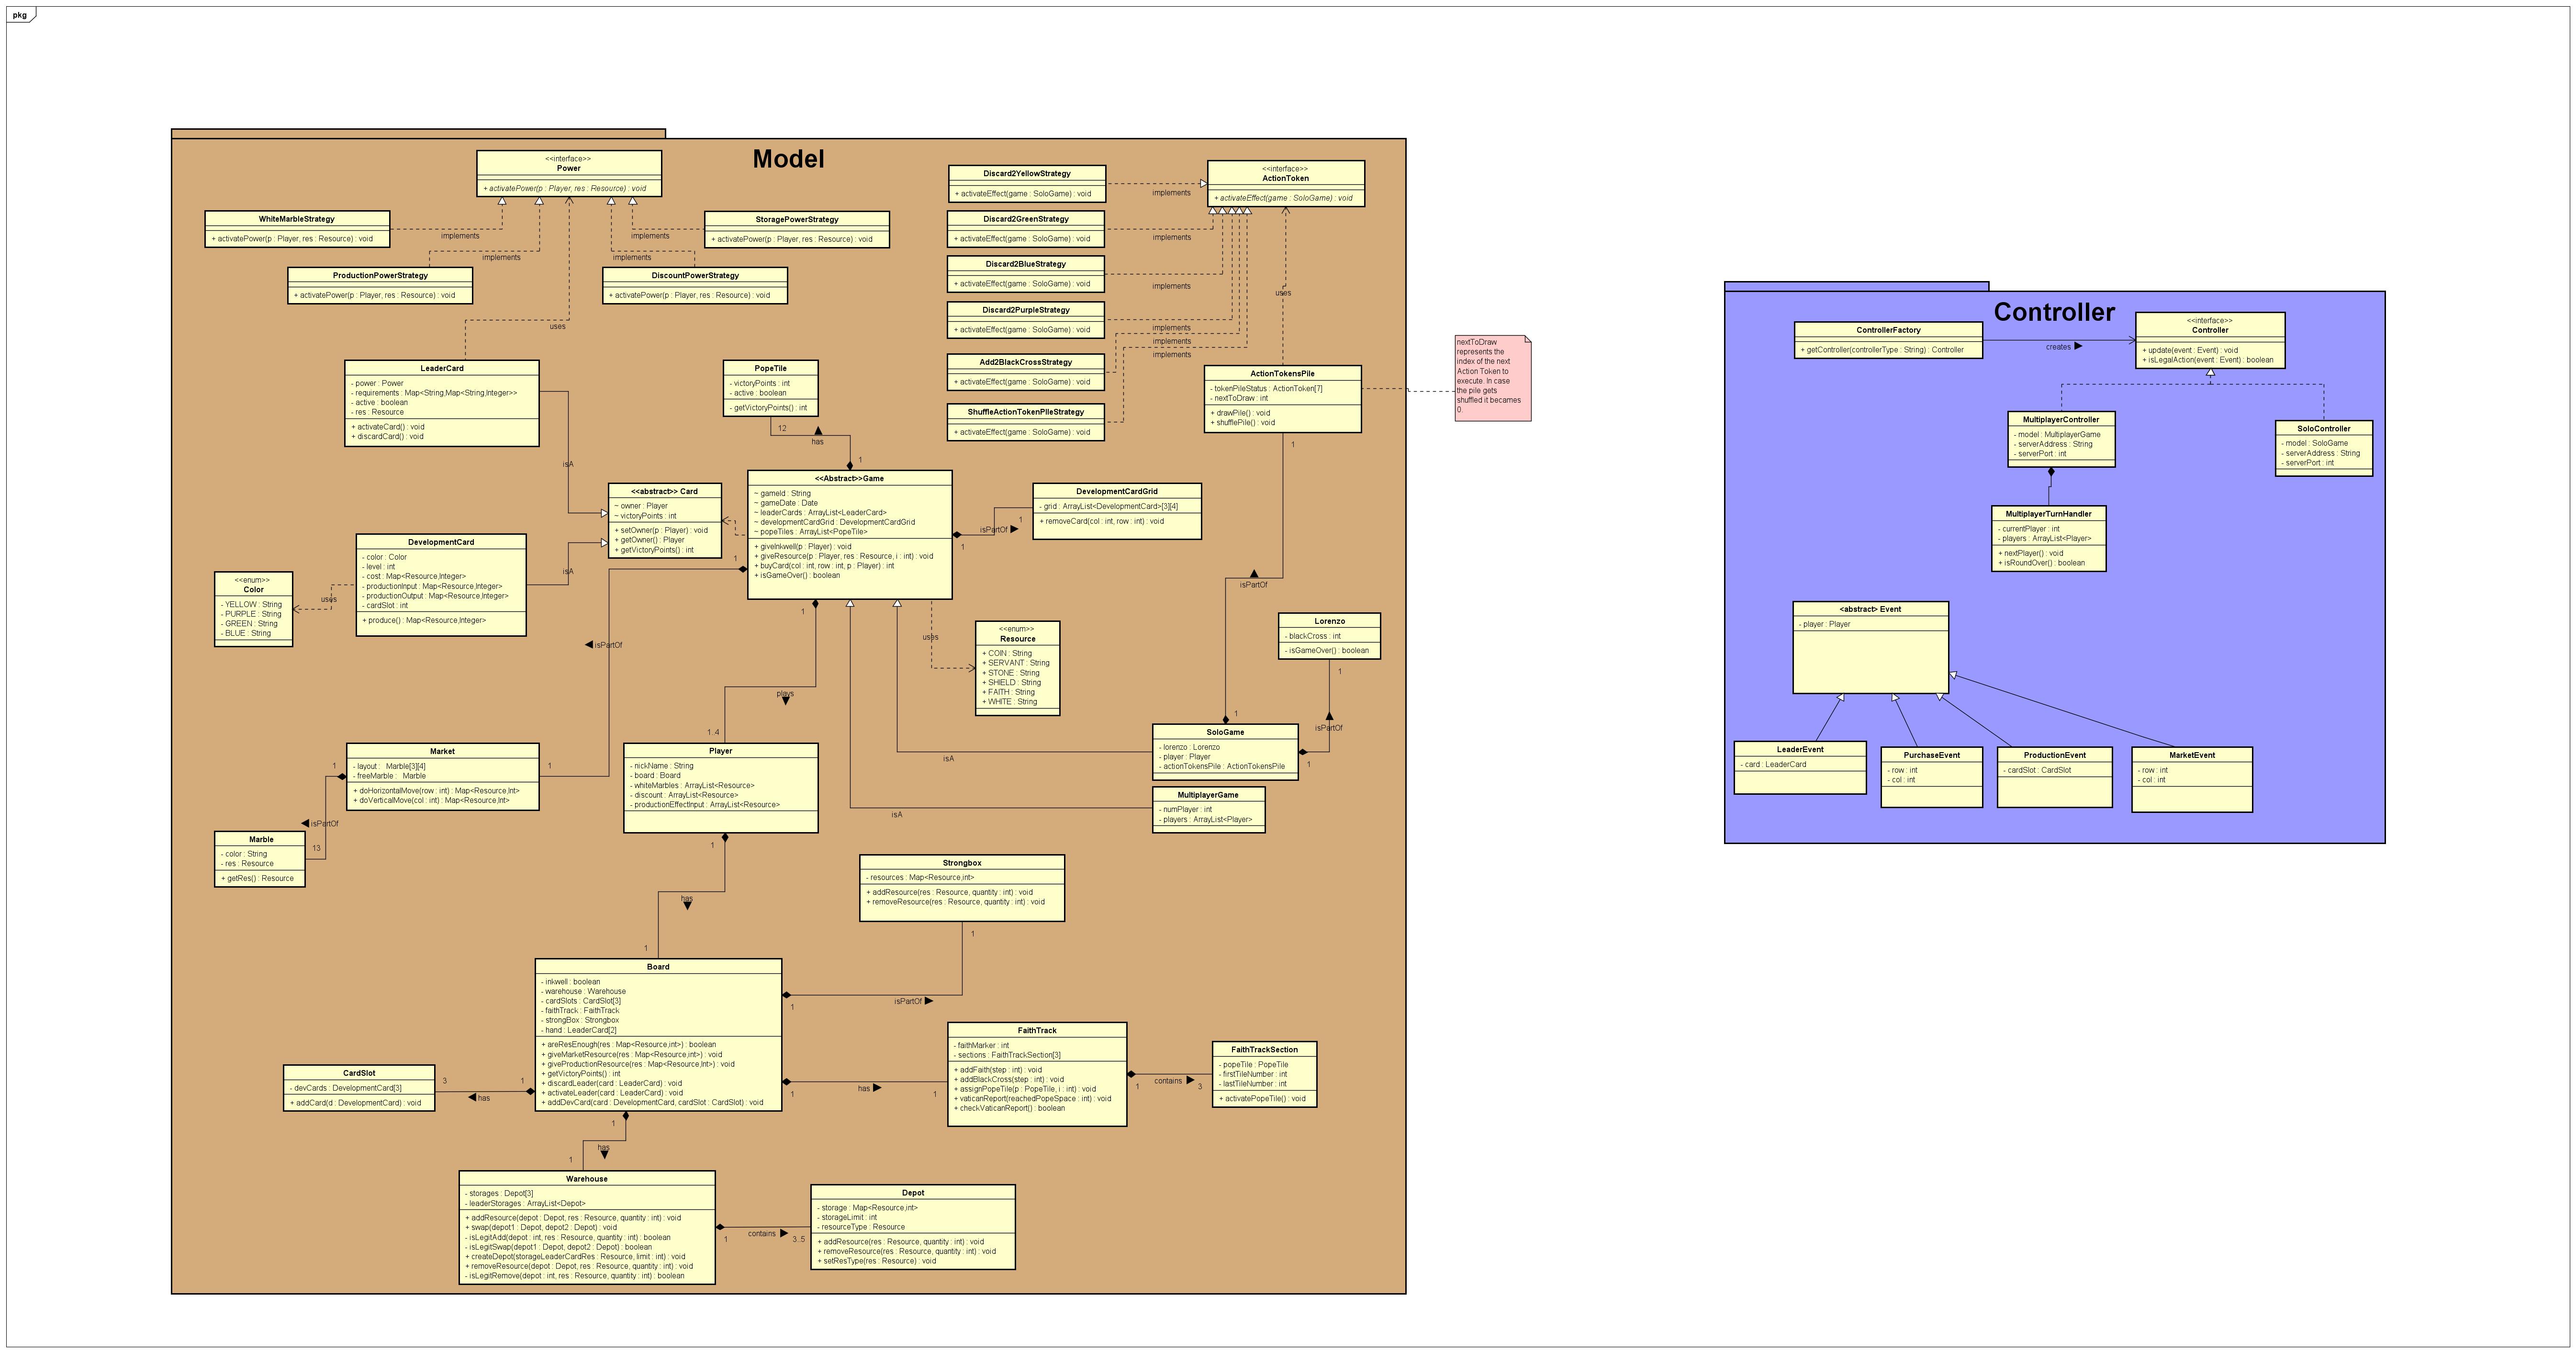 pkg
Model
<<interface>>
Power
+ activatePower(p : Player, res : Resource) : void
WhiteMarbleStrategy
+ activatePower(p : Player, res : Resource) : void
implements
StoragePowerStrategy
+ activatePower(p : Player, res : Resource) : void
implements
ProductionPowerStrategy
+ activatePower(p : Player, res : Resource) : void
implements
DiscountPowerStrategy
+ activatePower(p : Player, res : Resource) : void
implements
uses
Discard2YellowStrategy
+ activateEffect(game : SoloGame) : void
implements
<<interface>>
ActionToken
+ activateEffect(game : SoloGame) : void
Discard2GreenStrategy
+ activateEffect(game : SoloGame) : void
implements
Discard2BlueStrategy
+ activateEffect(game : SoloGame) : void
implements
Discard2PurpleStrategy
+ activateEffect(game : SoloGame) : void
implements
implements
implements
Add2BlackCrossStrategy
+ activateEffect(game : SoloGame) : void
ShuffleActionTokenPIleStrategy
+ activateEffect(game : SoloGame) : void
uses
ActionTokensPile
- tokenPileStatus : ActionToken[7]
- nextToDraw : int
+ drawPile() : void
+ shufflePile() : void
1
nextToDraw
represents the
index of the next
Action Token to
execute. In case
the pile gets
shuffled it becames
0.
LeaderCard
- power : Power
- requirements : Map<String,Map<String,Integer>>
- active : boolean
- res : Resource
+ activateCard() : void
+ discardCard() : void
isA
PopeTile
- victoryPoints : int
- active : boolean
- getVictoryPoints() : int
12
has
1
<<abstract>> Card
~ owner : Player
~ victoryPoints : int
+ setOwner(p : Player) : void
+ getOwner() : Player
+ getVictoryPoints() : int
<<Abstract>>Game
~ gameId : String
~ gameDate : Date
~ leaderCards : ArrayList<LeaderCard>
~ developmentCardGrid : DevelopmentCardGrid
~ popeTiles : ArrayList<PopeTile>
+ giveInkwell(p : Player) : void
+ giveResource(p : Player, res : Resource, i : int) : void
+ buyCard(col : int, row : int, p : Player) : int
+ isGameOver() : boolean
DevelopmentCardGrid
- grid : ArrayList<DevelopmentCard>[3][4]
+ removeCard(col : int, row : int) : void
1
isPartOf
1
DevelopmentCard
- color : Color
- level : int
- cost : Map<Resource,Integer>
- productionInput : Map<Resource,Integer>
- productionOutput : Map<Resource,Integer>
- cardSlot : int
+ produce() : Map<Resource,Integer>
isA
<<enum>>
Color
- YELLOW : String
- PURPLE : String
- GREEN : String
- BLUE : String
uses
1
isPartOf
1
plays
1..4
uses
<<enum>>
Resource
+ COIN : String
+ SERVANT : String
+ STONE : String
+ SHIELD : String
+ FAITH : String
+ WHITE : String
isPartOf
1
Lorenzo
- blackCross : int
- isGameOver() : boolean
1
isPartOf
1
SoloGame
- lorenzo : Lorenzo
- player : Player
- actionTokensPile : ActionTokensPile
isA
MultiplayerGame
- numPlayer : int
- players : ArrayList<Player>
isA
Market
- layout :   Marble[3][4]
- freeMarble :   Marble
+ doHorizontalMove(row : int) : Map<Resource,Int>
+ doVerticalMove(col : int) : Map<Resource,Int>
1
1
isPartOf
13
Marble
- color : String
- res : Resource
+ getRes() : Resource
Player
- nickName : String
- board : Board
- whiteMarbles : ArrayList<Resource>
- discount : ArrayList<Resource>
- productionEffectInput : ArrayList<Resource>
1
has
1
Strongbox
- resources : Map<Resource,int>
+ addResource(res : Resource, quantity : int) : void
+ removeResource(res : Resource, quantity : int) : void
1
isPartOf
1
Board
- inkwell : boolean
- warehouse : Warehouse
- cardSlots : CardSlot[3]
- faithTrack : FaithTrack
- strongBox : Strongbox
- hand : LeaderCard[2]
+ areResEnough(res : Map<Resource,int>) : boolean
+ giveMarketResource(res : Map<Resource,int>) : void
+ giveProductionResource(res : Map<Resource,Int>) : void
+ getVictoryPoints() : int
+ discardLeader(card : LeaderCard) : void
+ activateLeader(card : LeaderCard) : void
+ addDevCard(card : DevelopmentCard, cardSlot : CardSlot) : void
CardSlot
- devCards : DevelopmentCard[3]
+ addCard(d : DevelopmentCard) : void
3
has
1
1
has
1
FaithTrack
- faithMarker : int
- sections : FaithTrackSection[3]
+ addFaith(step : int) : void
+ addBlackCross(step : int) : void
+ assignPopeTile(p : PopeTile, i : int) : void
+ vaticanReport(reachedPopeSpace : int) : void
+ checkVaticanReport() : boolean
1
contains
3
FaithTrackSection
- popeTile : PopeTile
- firstTileNumber : int
- lastTileNumber : int
+ activatePopeTile() : void
1
has
1
Warehouse
- storages : Depot[3]
- leaderStorages : ArrayList<Depot>
+ addResource(depot : Depot, res : Resource, quantity : int) : void
+ swap(depot1 : Depot, depot2 : Depot) : void
- isLegitAdd(depot : int, res : Resource, quantity : int) : boolean
- isLegitSwap(depot1 : Depot, depot2 : Depot) : boolean
+ createDepot(storageLeaderCardRes : Resource, limit : int) : void
+ removeResource(depot : Depot, res : Resource, quantity : int) : void
- isLegitRemove(depot : int, res : Resource, quantity : int) : boolean
1
contains
3..5
Depot
- storage : Map<Resource,int>
- storageLimit : int
- resourceType : Resource
+ addResource(res : Resource, quantity : int) : void
+ removeResource(res : Resource, quantity : int) : void
+ setResType(res : Resource) : void
Controller
ControllerFactory
+ getController(controllerType : String) : Controller
creates
<<interface>>
Controller
+ update(event : Event) : void
+ isLegalAction(event : Event) : boolean
MultiplayerController
- model : MultiplayerGame
- serverAddress : String
- serverPort : int
SoloController
- model : SoloGame
- serverAddress : String
- serverPort : int
MultiplayerTurnHandler
- currentPlayer : int
- players : ArrayList<Player>
+ nextPlayer() : void
+ isRoundOver() : boolean
<abstract> Event
- player : Player
LeaderEvent
- card : LeaderCard
PurchaseEvent
- row : int
- col : int
ProductionEvent
- cardSlot : CardSlot
MarketEvent
- row : int
- col : int